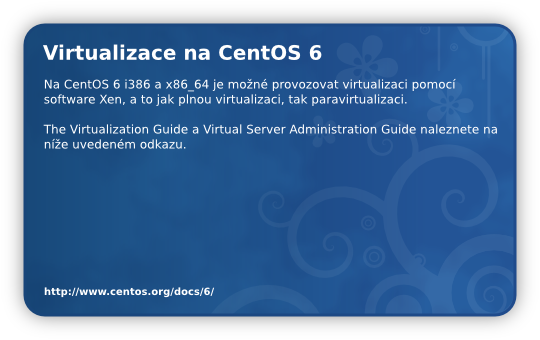 Virtualizace na CentOS 6
Na CentOS 6 i386 a x86_64 je možné provozovat virtualizaci pomocí
software Xen, a to jak plnou virtualizaci, tak paravirtualizaci.
The Virtualization Guide a Virtual Server Administration Guide naleznete na
níže uvedeném odkazu.
http://www.centos.org/docs/6/